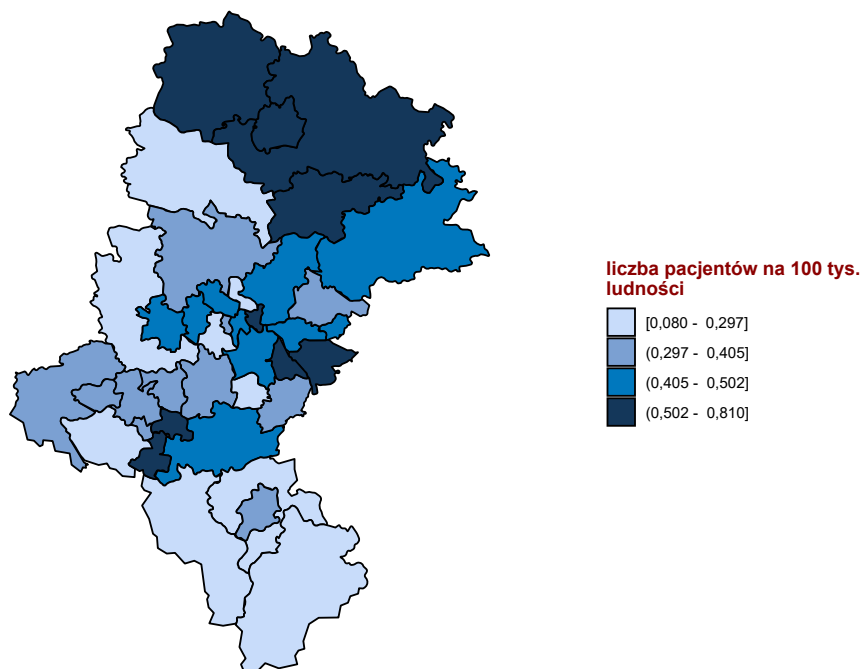 liczba pacjentów na 100 tys.
ludności
[0,080 - 0,297]
(0,297 - 0,405]
(0,405 - 0,502]
(0,502 - 0,810]